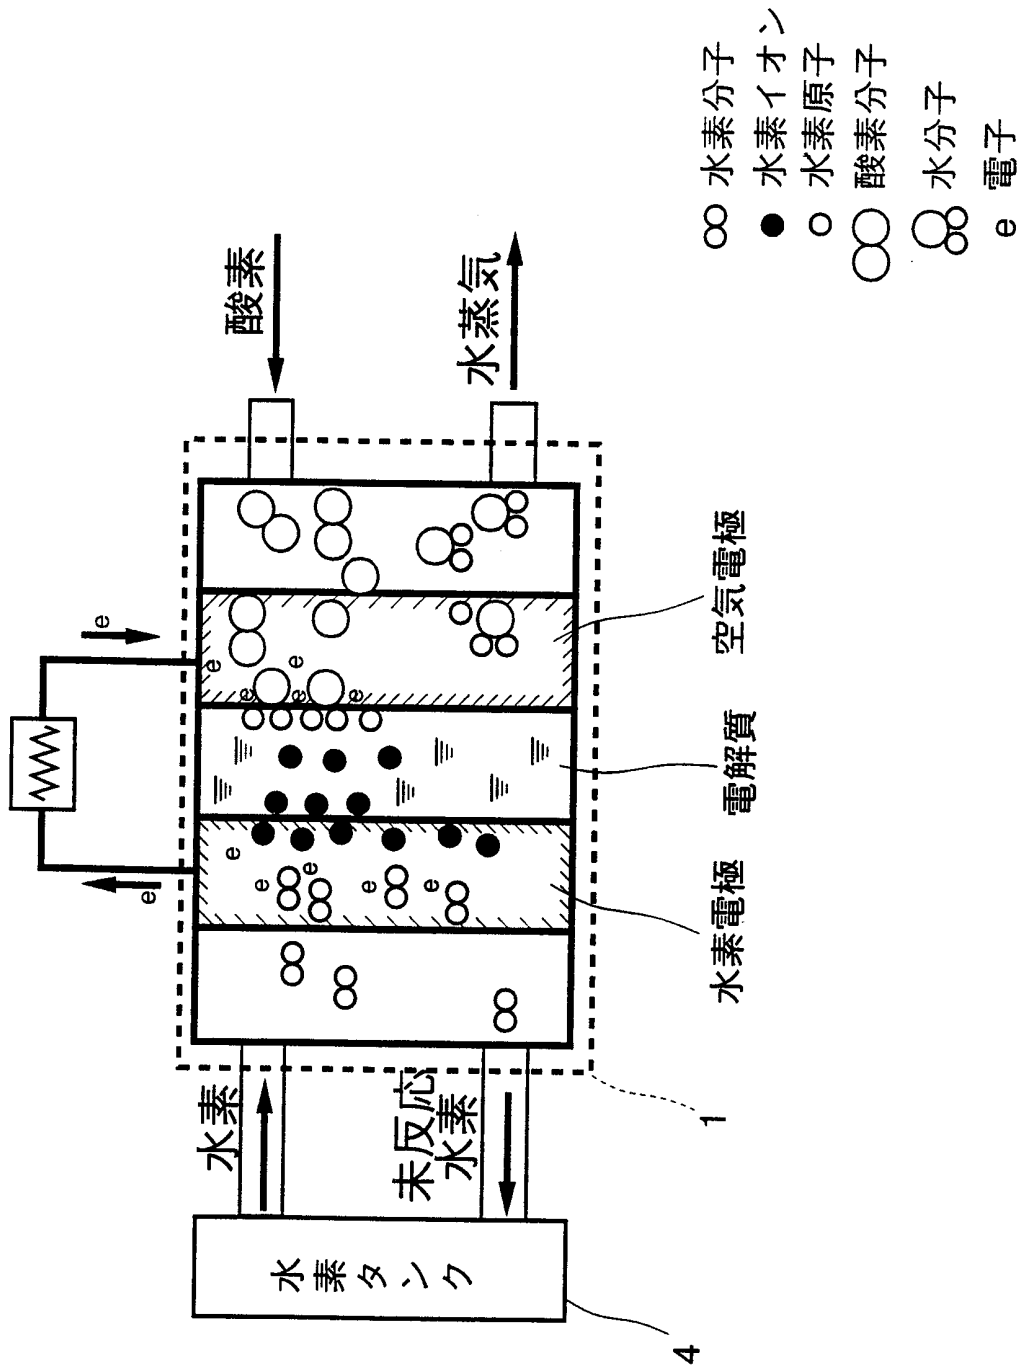 水素タンク
4
水素
未反応
水素
1
酸素
水蒸気
e
e
水素電極
電解質
空気電極
e
e
e
e
e
e
e
e
e
e
水素分子
水素イオン
水素原子
酸素分子
水分子
e 電子